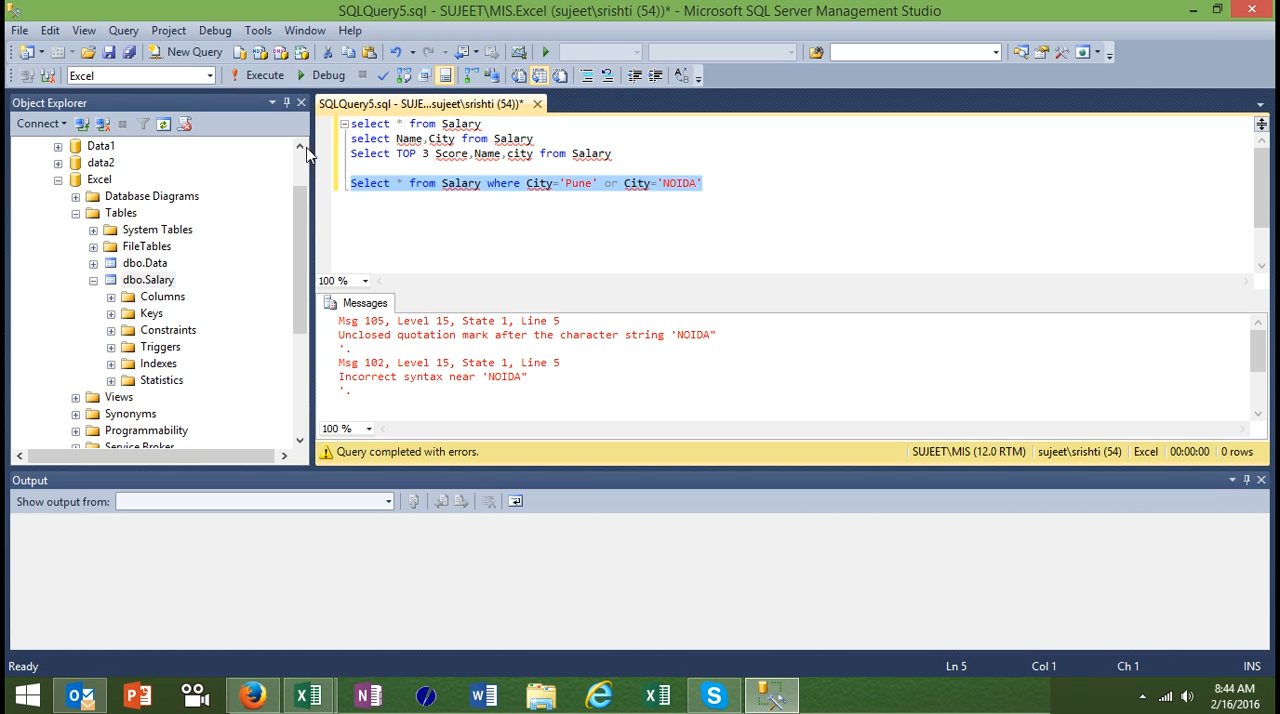 SQLQuery5.sql - SUJEET\MIS.Excel (sujeet\srishti (54))* - Microsoft SQL Server Management Studio
File Edit View Query Project Debug Tools Window Help
New Query
Excel Execute Debug
Object Explorer
SQLQuery5.sql - SUJE...sujeet\srishti (54))*
Connect
Data1
data2
Excel
Database Diagrams
Tables
System Tables
FileTables
dbo.Data
dbo.Salary
Columns
Keys
Constraints
Triggers
Indexes
Statistics
Views
Synonyms
Programmability
Service Broker
select * from Salary
select Name,City from Salary
Select TOP 3 Score,Name,city from Salary
Select * from Salary where City='Pune' or City='NOIDA'
100 %
Messages
Msg 105, Level 15, State 1, Line 5
Unclosed quotation mark after the character string 'NOIDA"
'.
Msg 102, Level 15, State 1, Line 5
Incorrect syntax near 'NOIDA"
'.
100 %
Query completed with errors. SUJEET\MIS (12.0 RTM) sujeet\srishti (54) Excel 00:00:00 0 rows
Output
Show output from:
Ready Ln 5 Col 1 Ch 1 INS
8:44 AM
2/16/2016